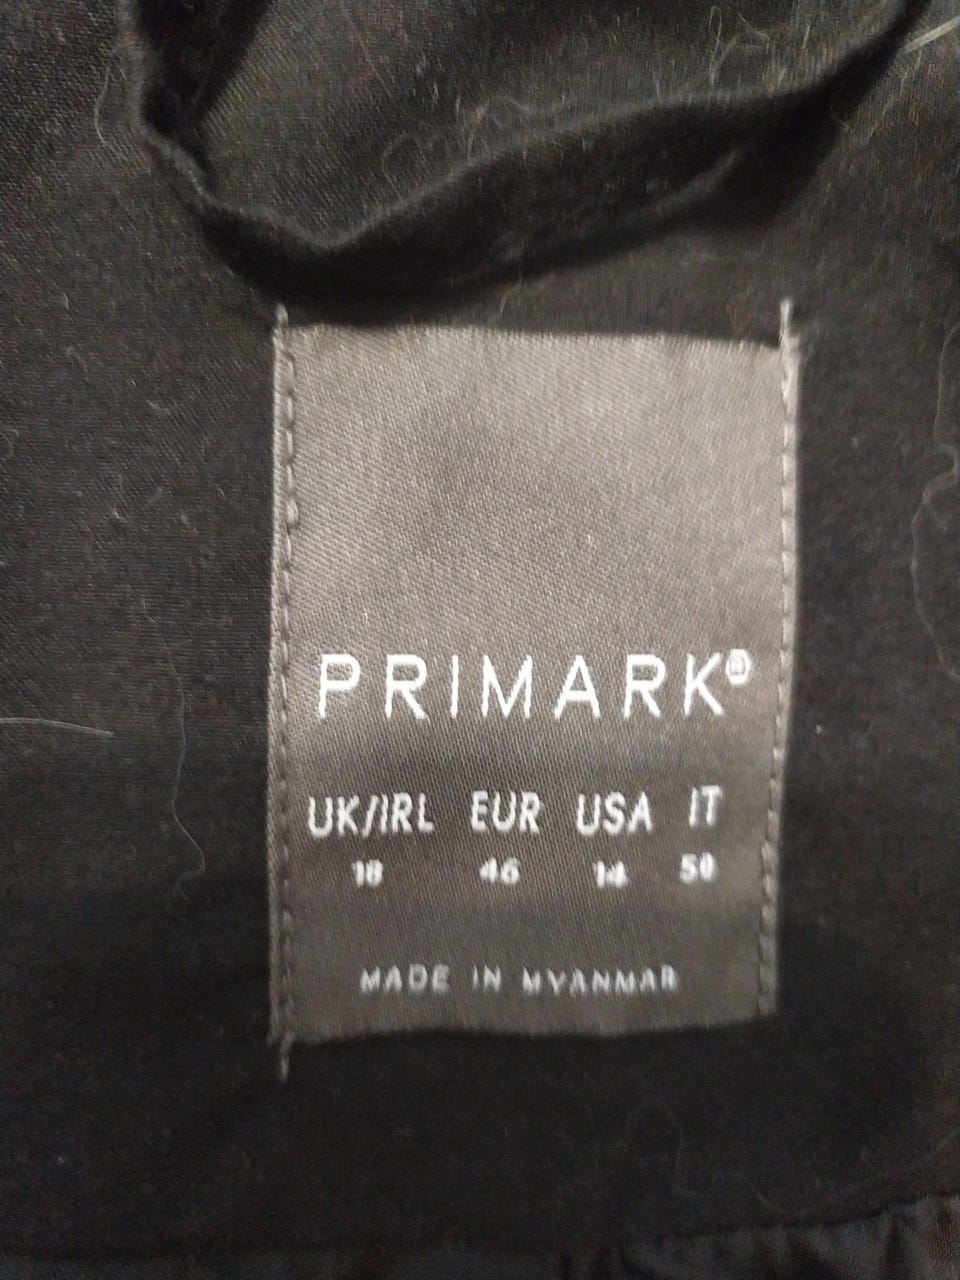 PRIMARK®
UK/IRL EUR USA IT
18 46 14 50
MADE IN MYANMAR